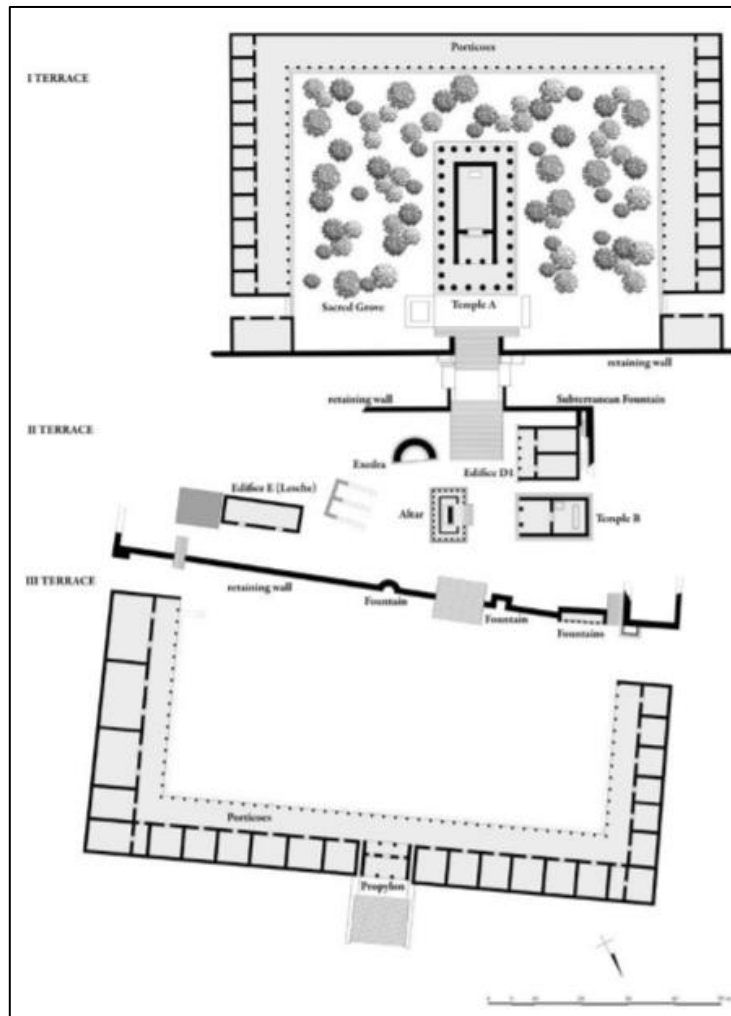 Porticoes
I TERRACE
Sacred Grove
Temple A
retaining wall
retaining wall
Subterranean Fountain
II TERRACE
Exedra
Edifice D1
Edifice E (Lesche)
Altar
Temple B
III TERRACE
retaining wall
Fountain
Fountain
Fountains
Porticoes
Propylon